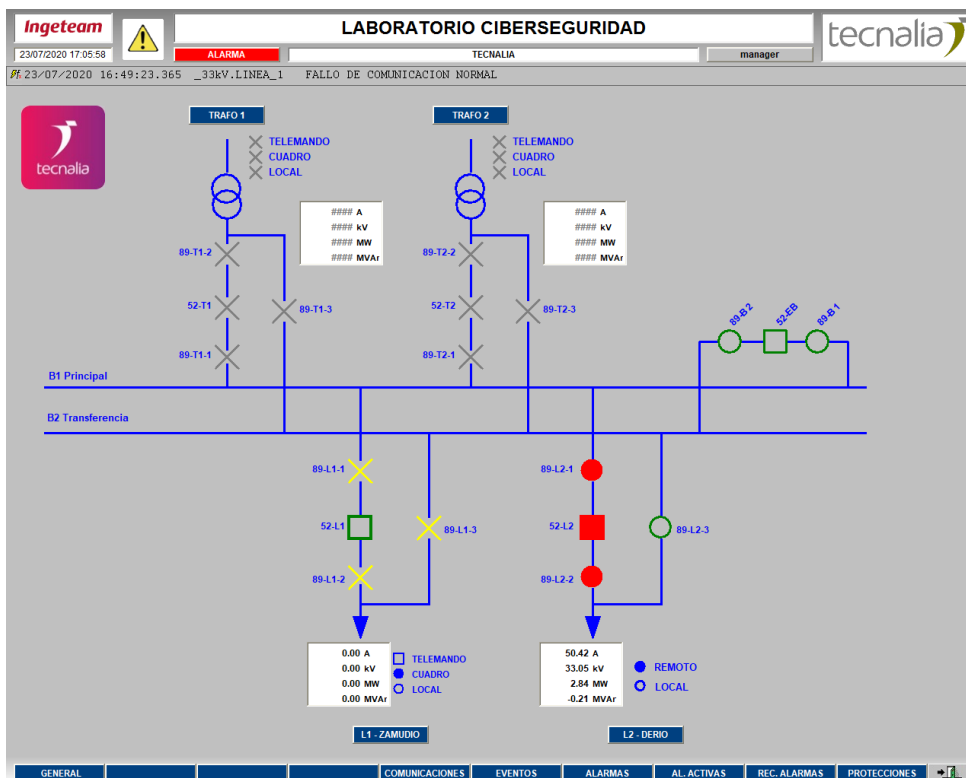 Ingeteam
LABORATORIO CIBERSEGURIDAD
tecnalia
23/07/2020 17:05:58
ALARMA
TECNALIA
manager
23/07/2020 16:49:23.365 _33kV.LINEA_1 FALLO DE COMUNICACION NORMAL
tecnalia
TRAFO 1
TELEMANDO
CUADRO
LOCAL
#### A
#### kV
#### MW
#### MVAr
89-T1-2
52-T1
89-T1-3
89-T1-1
TRAFO 2
TELEMANDO
CUADRO
LOCAL
#### A
#### kV
#### MW
#### MVAr
89-T2-2
52-T2
89-T2-3
89-T2-1
89-B2
52-EB
89-B1
B1 Principal
B2 Transferencia
89-L1-1
52-L1
89-L1-3
89-L1-2
0.00 A
0.00 kV
0.00 MW
0.00 MVAr
TELEMANDO
CUADRO
LOCAL
L1 - ZAMUDIO
89-L2-1
52-L2
89-L2-3
89-L2-2
50.42 A
33.05 kV
2.84 MW
-0.21 MVAr
REMOTO
LOCAL
L2 - DERIO
GENERAL
COMUNICACIONES
EVENTOS
ALARMAS
AL. ACTIVAS
REC. ALARMAS
PROTECCIONES